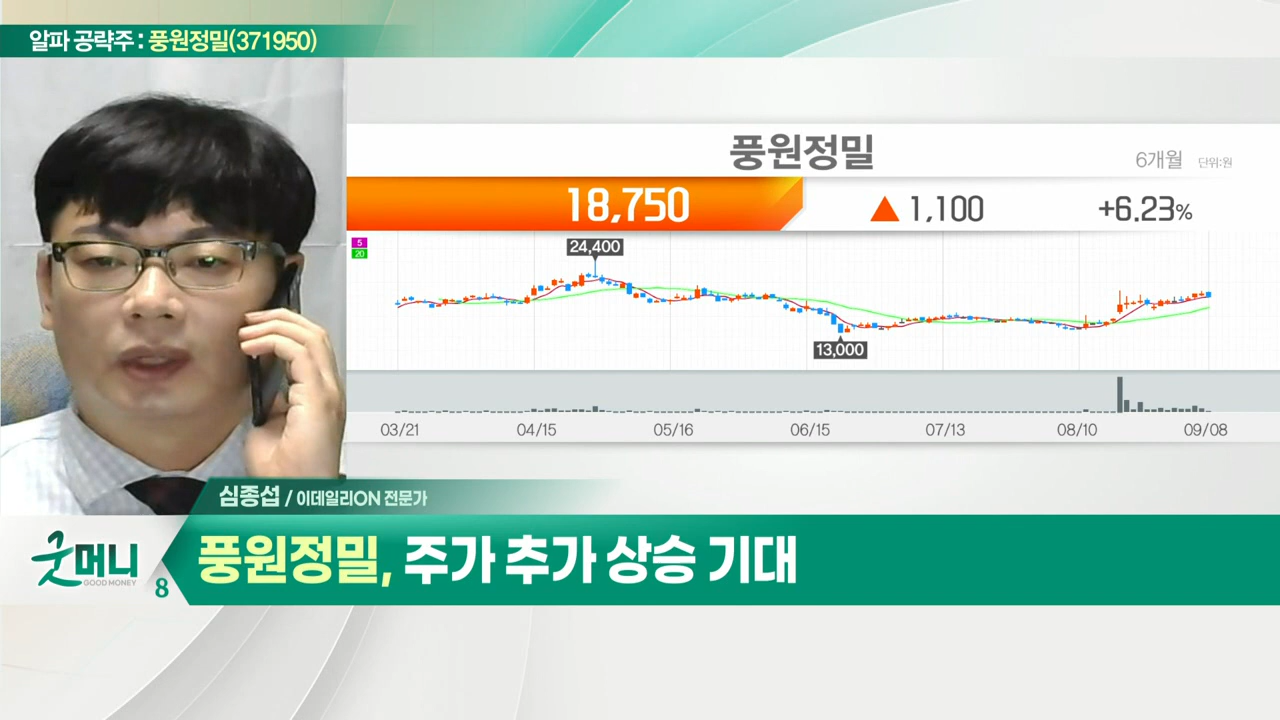 알파 공략주 : 풍원정밀(371950)
풍원정밀
6개월 단위:원
18,750 ▲ 1,100 +6.23%
5
20
24,400
13,000
03/21 04/15 05/16 06/15 07/13 08/10 09/08
심종섭 / 이데일리ON 전문가
굿머니
GOOD MONEY
8
풍원정밀, 주가 추가 상승 기대